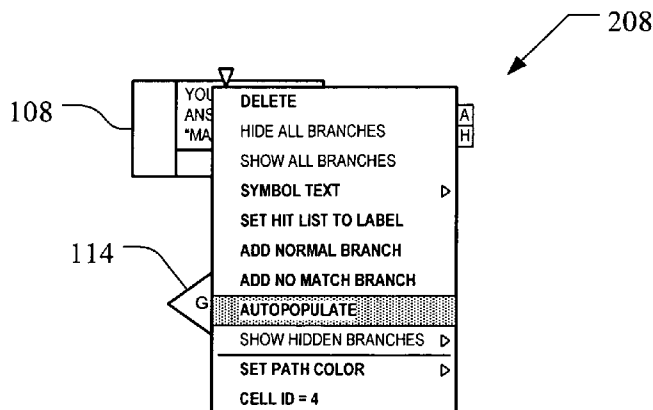 208
108
YOU
ANS
"MA
A
H
DELETE
HIDE ALL BRANCHES
SHOW ALL BRANCHES
SYMBOL TEXT
SET HIT LIST TO LABEL
ADD NORMAL BRANCH
ADD NO MATCH BRANCH
114
G
AUTOPOPULATE
SHOW HIDDEN BRANCHES
SET PATH COLOR
CELL ID = 4